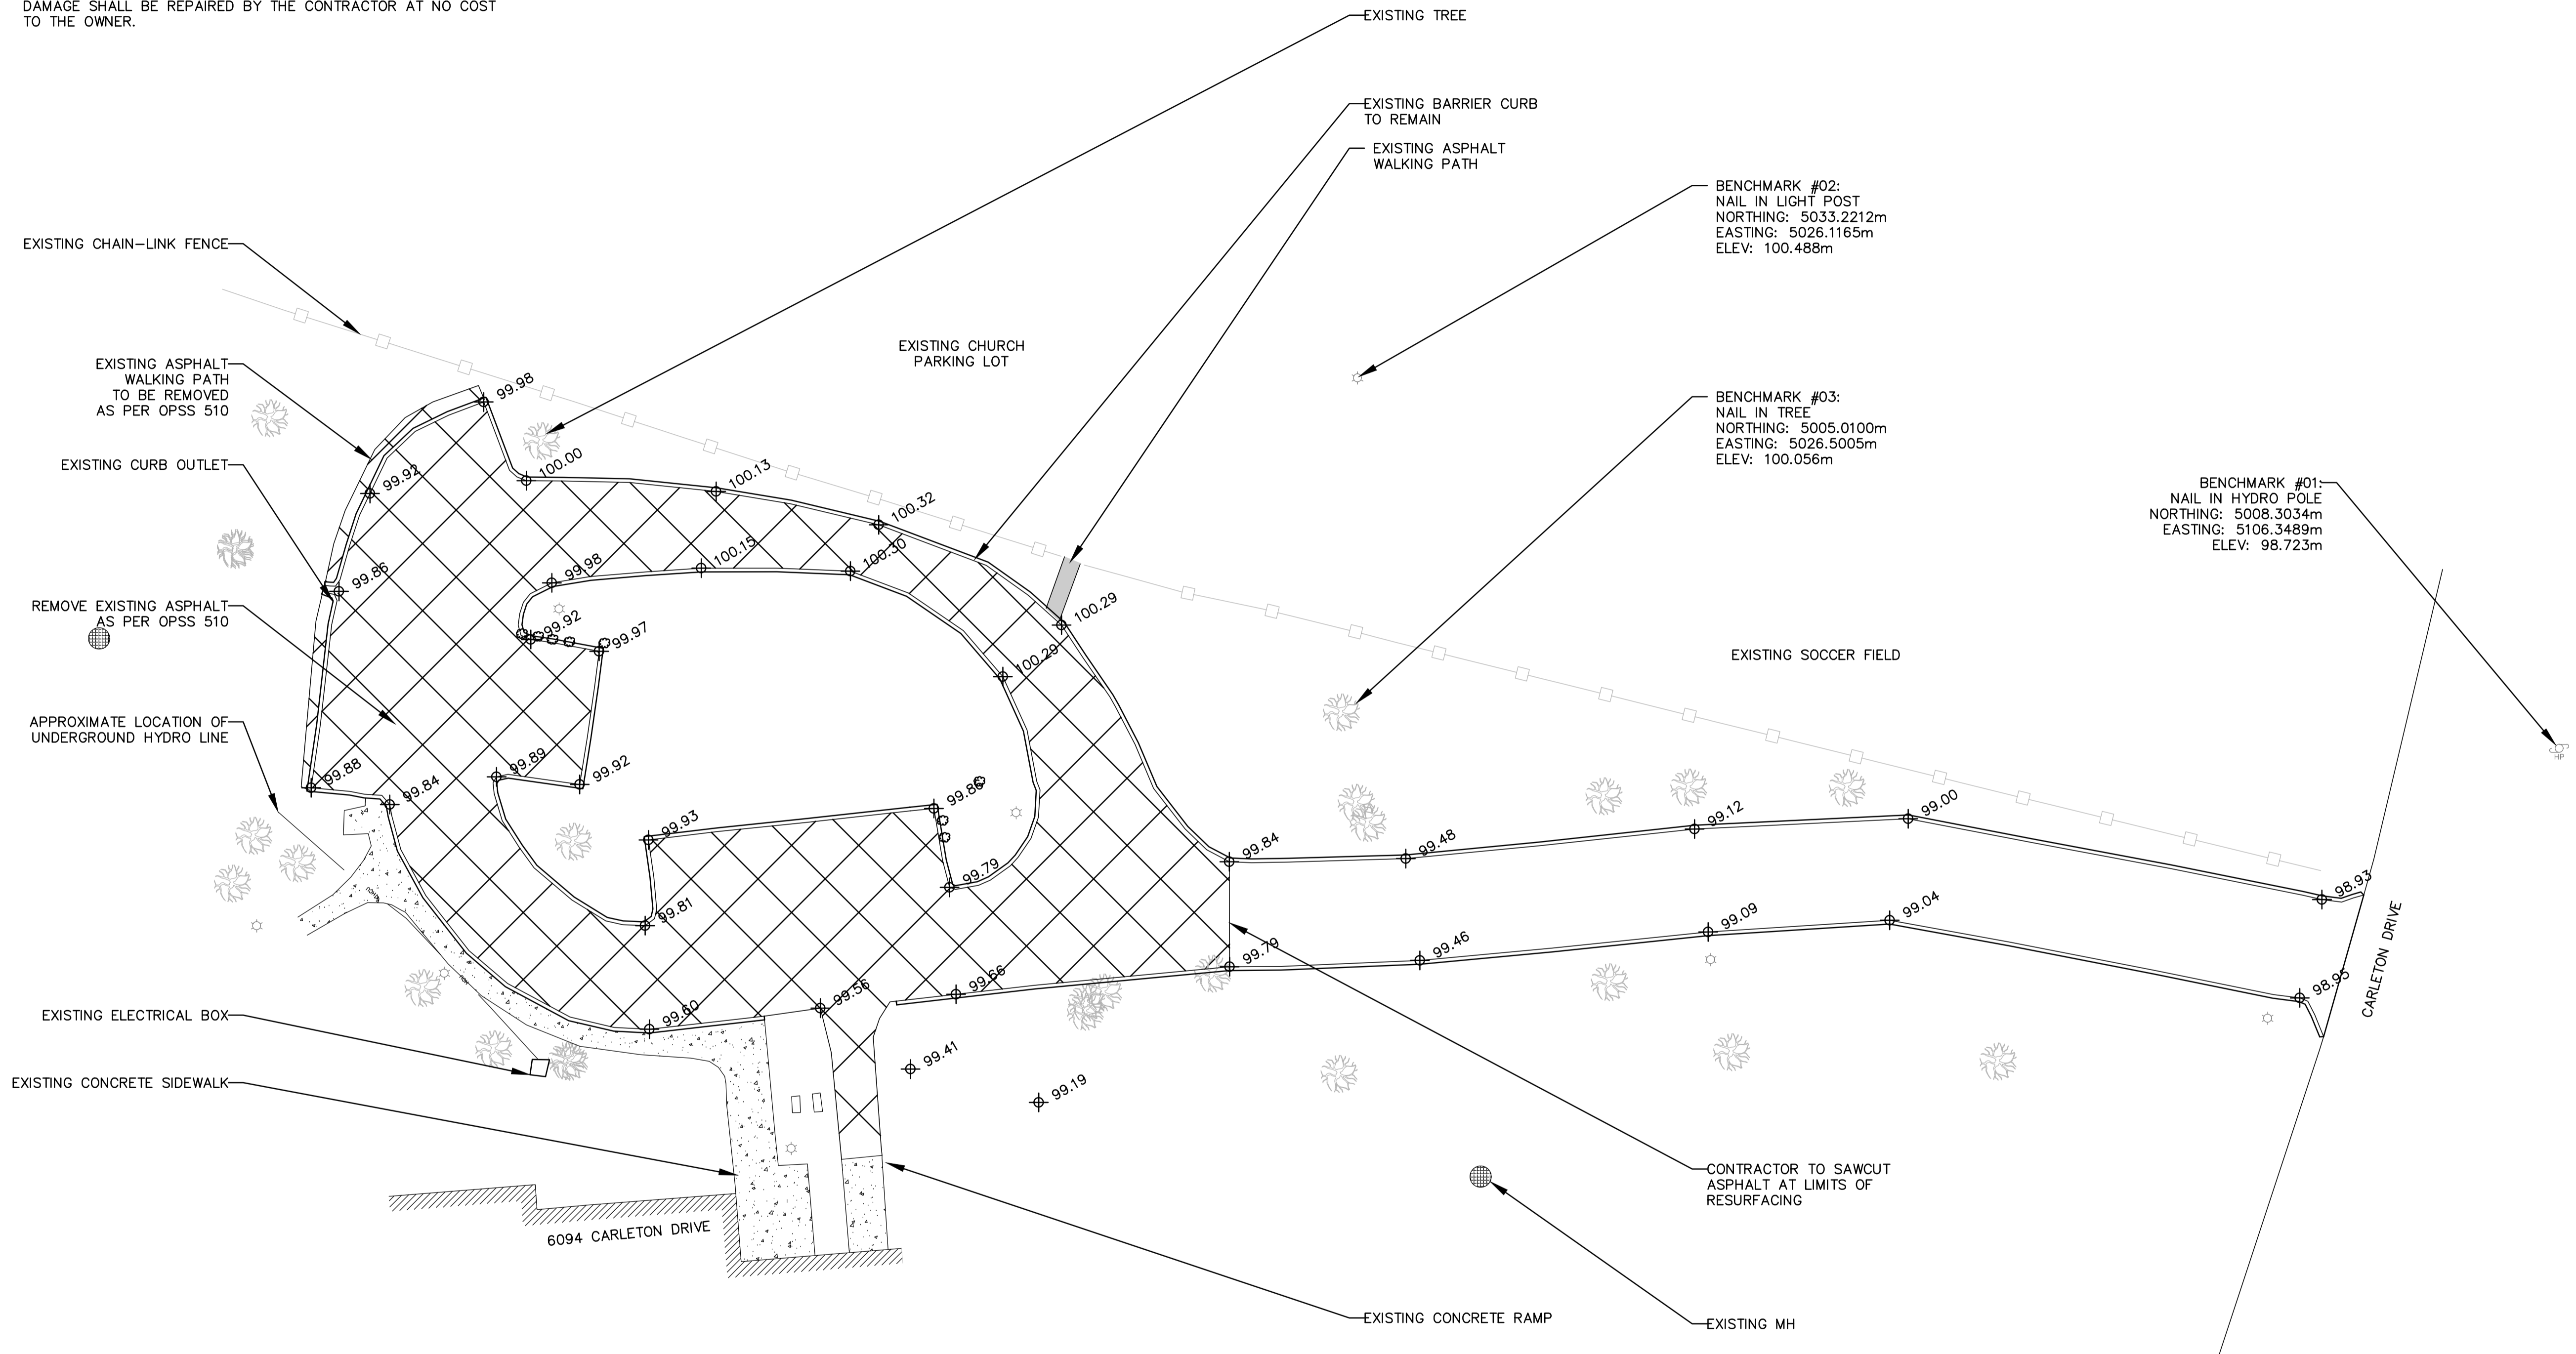 DAMAGE SHALL BE REPAIRED BY THE CONTRACTOR AT NO COST
TO THE OWNER.
EXISTING TREE
EXISTING BARRIER CURB
TO REMAIN
EXISTING ASPHALT
WALKING PATH
BENCHMARK #02:
NAIL IN LIGHT POST
NORTHING: 5033.2212m
EASTING: 5026.1165m
ELEV: 100.488m
EXISTING CHAIN-LINK FENCE
EXISTING CHURCH
PARKING LOT
EXISTING ASPHALT
WALKING PATH
TO BE REMOVED
AS PER OPSS 510
BENCHMARK #03:
NAIL IN TREE
NORTHING: 5005.0100m
EASTING: 5026.5005m
ELEV: 100.056m
EXISTING CURB OUTLET
BENCHMARK #01:
NAIL IN HYDRO POLE
NORTHING: 5008.3034m
EASTING: 5106.3489m
ELEV: 98.723m
REMOVE EXISTING ASPHALT
AS PER OPSS 510
EXISTING SOCCER FIELD
APPROXIMATE LOCATION OF
UNDERGROUND HYDRO LINE
HP
99.98
100.00
99.92
100.13
100.32
99.86
99.98
100.15
100.30
99.92
99.97
100.29
100.29
99.88
99.84
99.89
99.92
99.93
99.86
99.79
99.81
99.84
99.48
99.12
99.00
98.93
99.79
99.46
99.09
99.04
98.95
99.60
99.56
99.66
99.41
99.19
CARLETON DRIVE
EXISTING ELECTRICAL BOX
EXISTING CONCRETE SIDEWALK
CONTRACTOR TO SAWCUT
ASPHALT AT LIMITS OF
RESURFACING
6094 CARLETON DRIVE
EXISTING CONCRETE RAMP
EXISTING MH